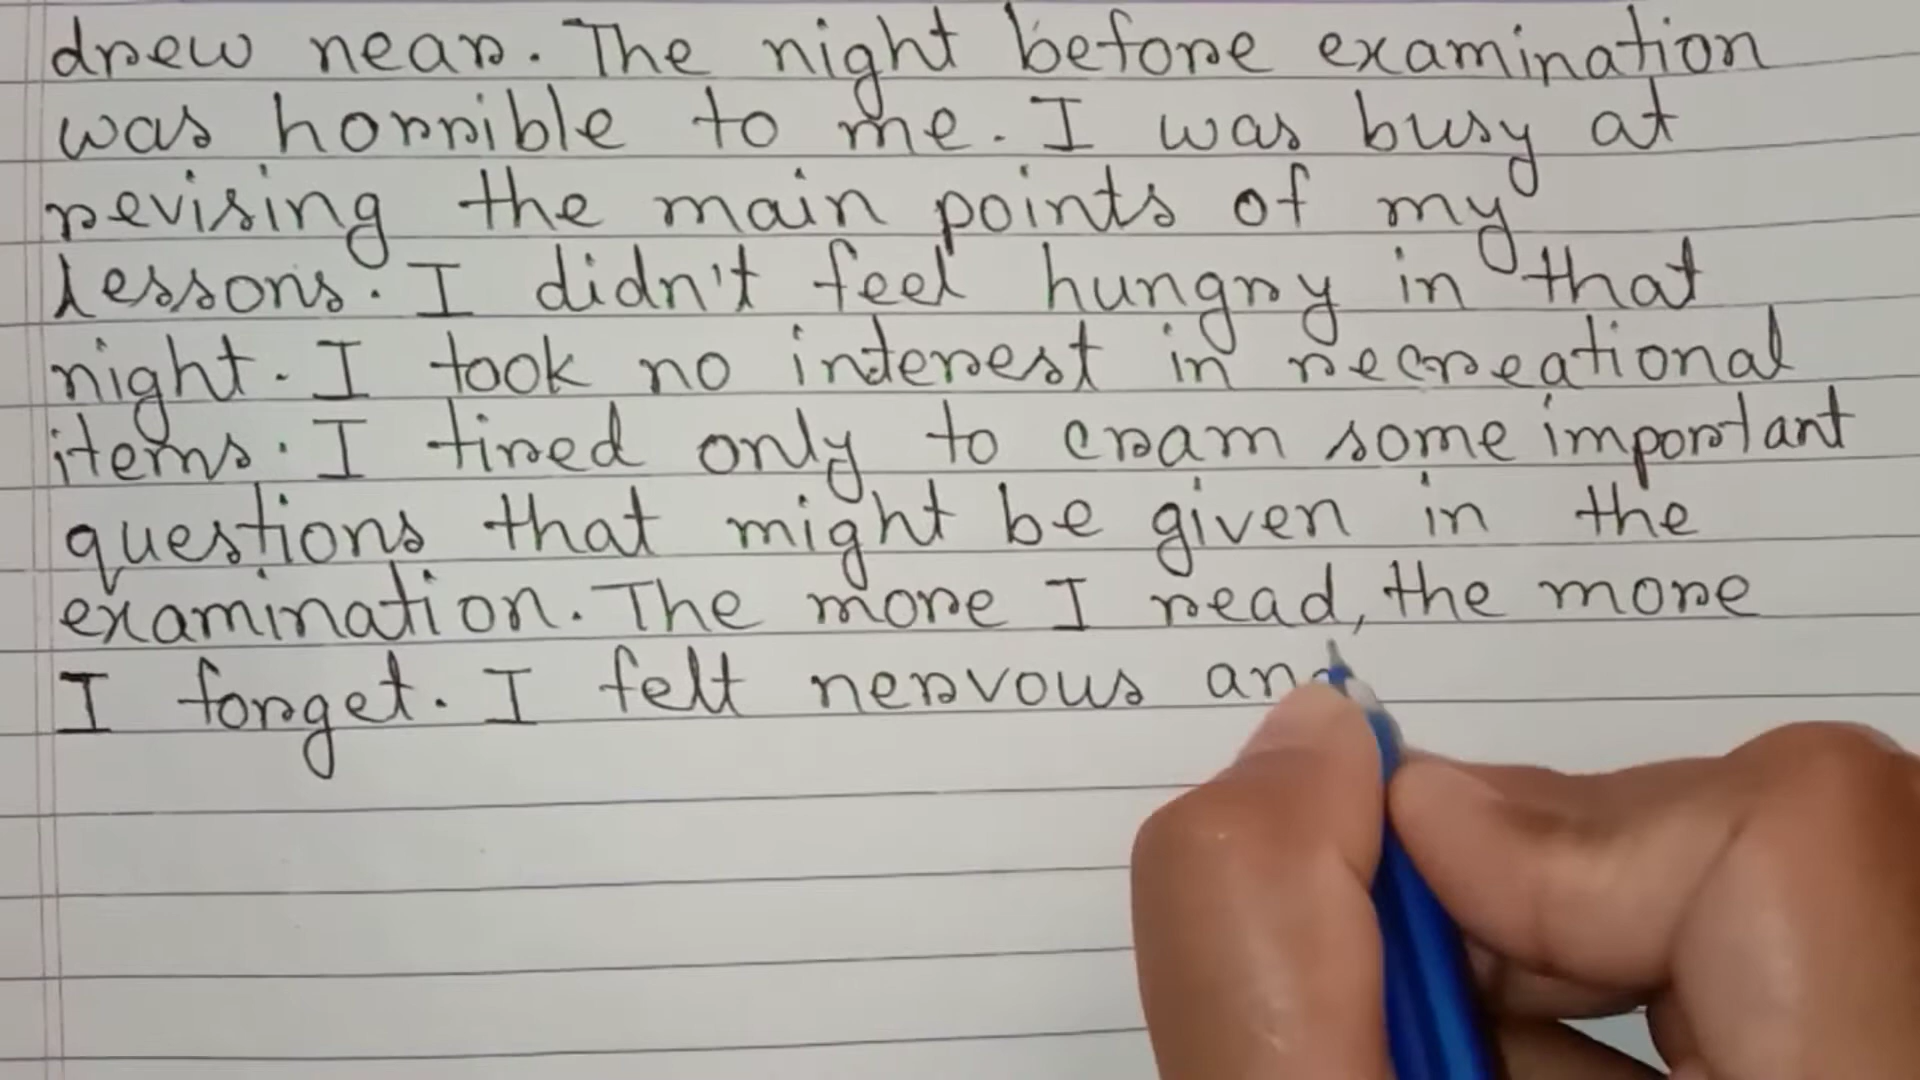 drew near. The night before examination
was horrible to me. I was busy at
revising the main points of my
lessons. I didn't feel hungry in that
night. I took no interest in recreational
items. I tired only to cram some important
questions that might be given in the
examination. The more I read, the more
I forget. I felt nervous an